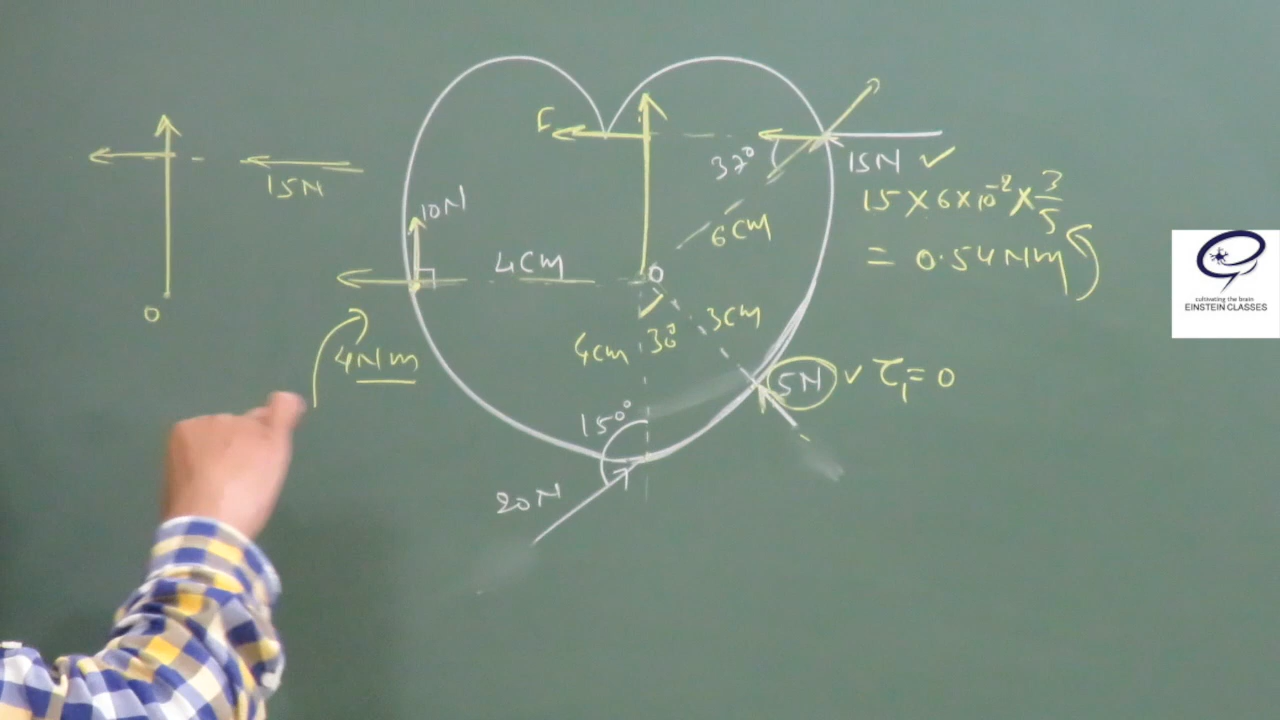 F
37°
15N ✓
15N
15 × 6 × 10⁻² × 3/5
= 0.54 Nm
10N
6cm
4cm
O
O
3cm
4cm
30°
4Nm
5N ✓ τ₁ = 0
150°
20N
cultivating the brain
EINSTEIN CLASSES